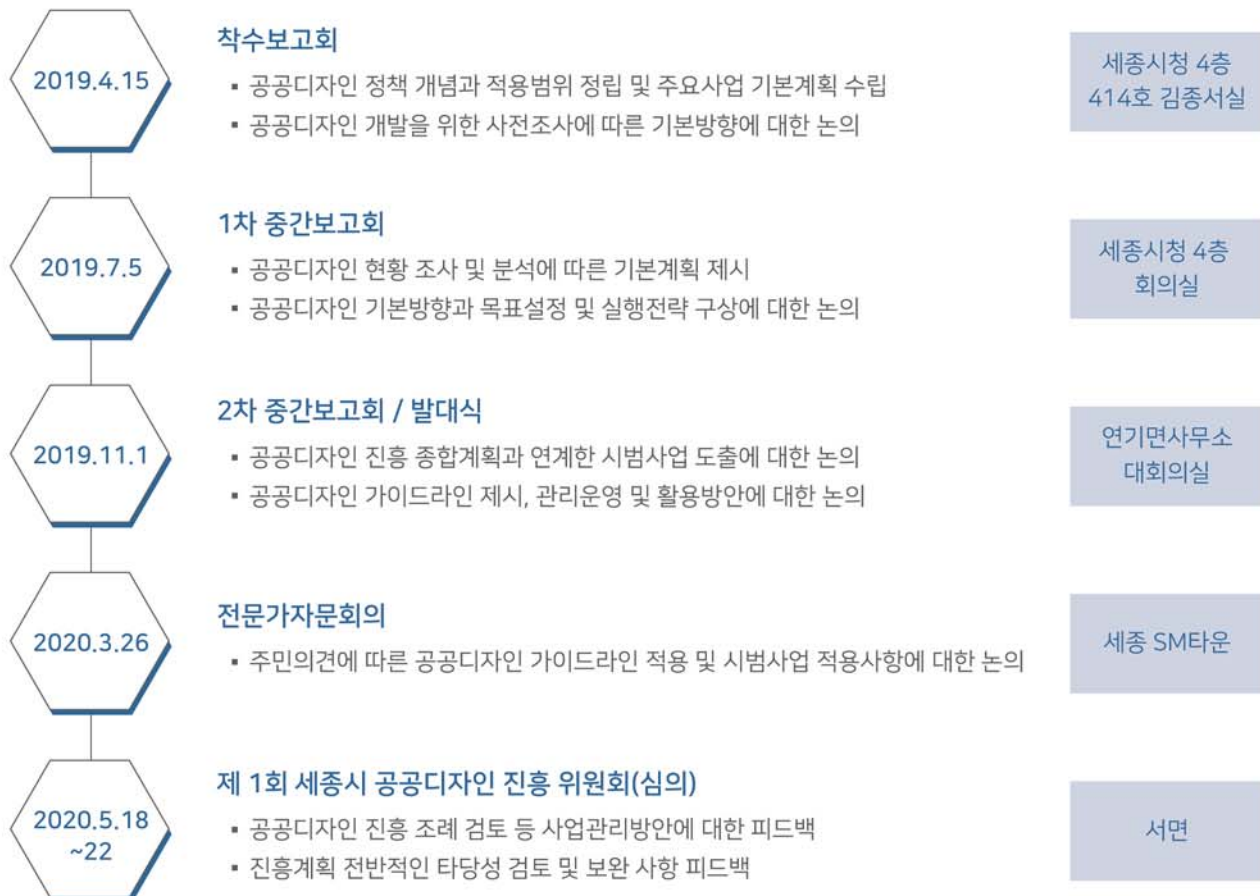 2019.4.15
착수보고회
▪ 공공디자인 정책 개념과 적용범위 정립 및 주요사업 기본계획 수립
▪ 공공디자인 개발을 위한 사전조사에 따른 기본방향에 대한 논의
세종시청 4층
414호 김종서실
2019.7.5
1차 중간보고회
▪ 공공디자인 현황 조사 및 분석에 따른 기본계획 제시
▪ 공공디자인 기본방향과 목표설정 및 실행전략 구상에 대한 논의
세종시청 4층
회의실
2019.11.1
2차 중간보고회 / 발대식
▪ 공공디자인 진흥 종합계획과 연계한 시범사업 도출에 대한 논의
▪ 공공디자인 가이드라인 제시, 관리운영 및 활용방안에 대한 논의
연기면사무소
대회의실
2020.3.26
전문가자문회의
▪ 주민의견에 따른 공공디자인 가이드라인 적용 및 시범사업 적용사항에 대한 논의
세종 SM타운
2020.5.18
~22
제 1회 세종시 공공디자인 진흥 위원회(심의)
▪ 공공디자인 진흥 조례 검토 등 사업관리방안에 대한 피드백
▪ 진흥계획 전반적인 타당성 검토 및 보완 사항 피드백
서면